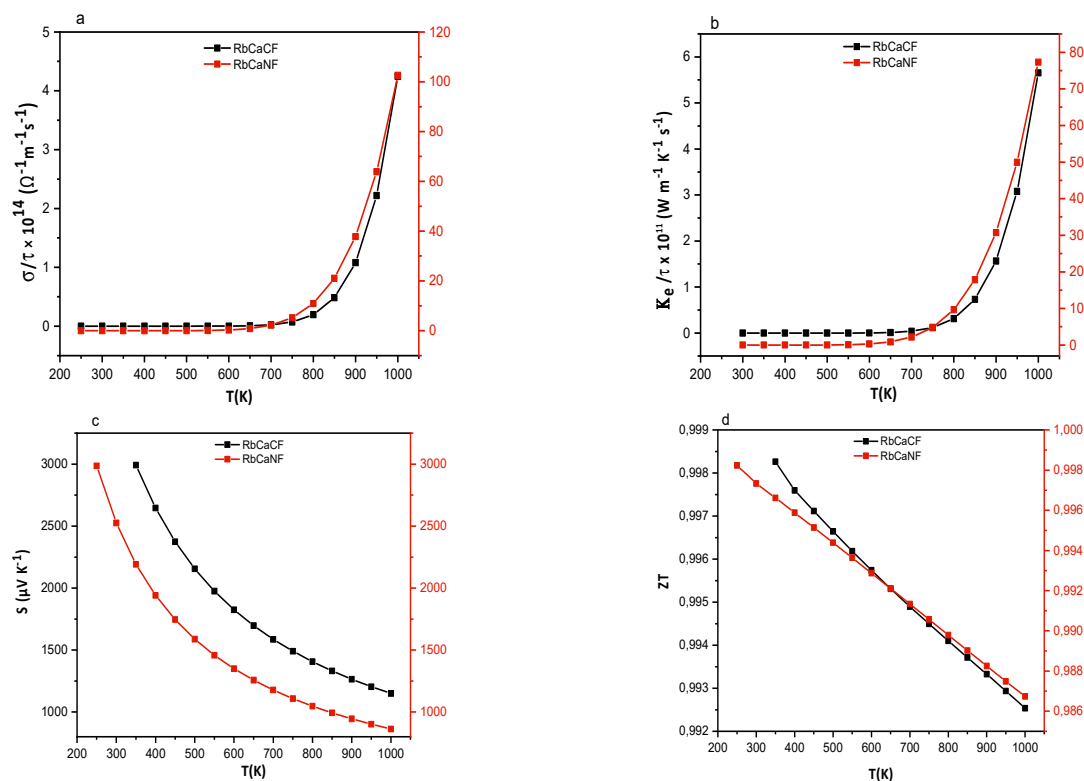 a
5
4
3
2
1
0
σ/τ × 10¹⁴ (Ω⁻¹m⁻¹s⁻¹)
RbCaCF
RbCaNF
120
100
80
60
40
20
0
200 300 400 500 600 700 800 900 1000
T(K)
b
6
5
4
3
2
1
0
Kₑ /τ x 10¹¹ (W m⁻¹ K⁻¹ s⁻¹)
RbCaCF
RbCaNF
80
70
60
50
40
30
20
10
0
200 300 400 500 600 700 800 900 1000
T(K)
c
3000
2500
2000
1500
1000
S (µV K⁻¹)
RbCaCF
RbCaNF
3000
2500
2000
1500
1000
200 300 400 500 600 700 800 900 1000
T(K)
d
0,999
0,998
0,997
0,996
0,995
0,994
0,993
0,992
ZT
RbCaCF
RbCaNF
1,000
0,998
0,996
0,994
0,992
0,990
0,988
0,986
200 300 400 500 600 700 800 900 1000
T(K)